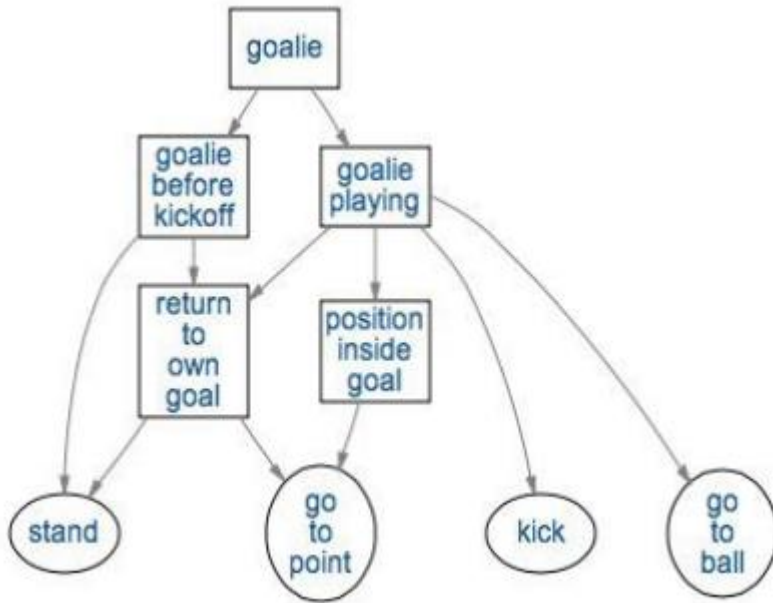 goalie
goalie
before
kickoff
goalie
playing
return
to
own
goal
position
inside
goal
stand
go
to
point
kick
go
to
ball